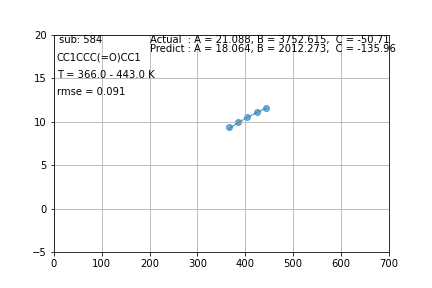 sub: 584
Actual : A = 21.088, B = 3752.615, C = -50.71
Predict : A = 18.064, B = 2012.273, C = -135.96
CC1CCC(=O)CC1
T = 366.0 - 443.0 K
rmse = 0.091
20
15
10
5
0
−5
0 100 200 300 400 500 600 700